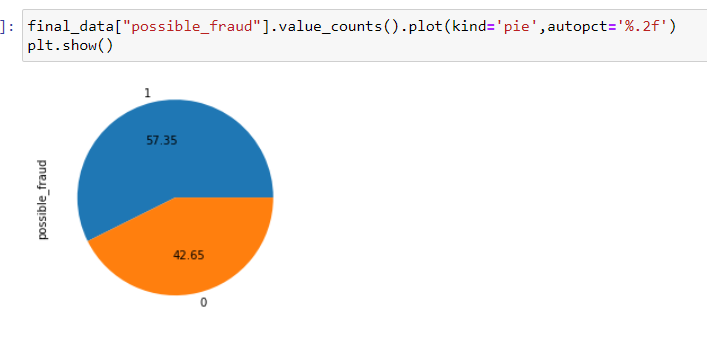 ]: final_data["possible_fraud"].value_counts().plot(kind='pie',autopct='%.2f')
plt.show()
1
57.35
possible_fraud
42.65
0